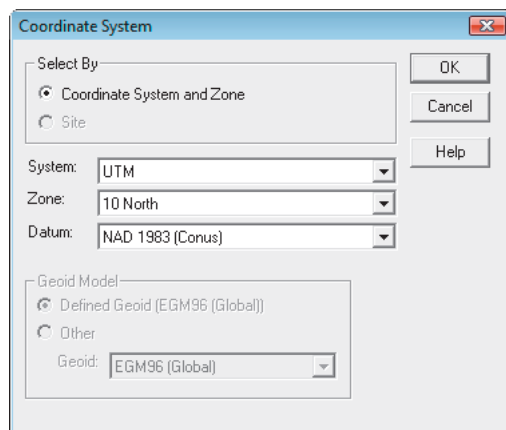 Coordinate System
Select By
Coordinate System and Zone
Site
OK
Cancel
Help
System: UTM
Zone: 10 North
Datum: NAD 1983 (Conus)
Geoid Model
Defined Geoid (EGM96 (Global))
Other
Geoid: EGM96 (Global)